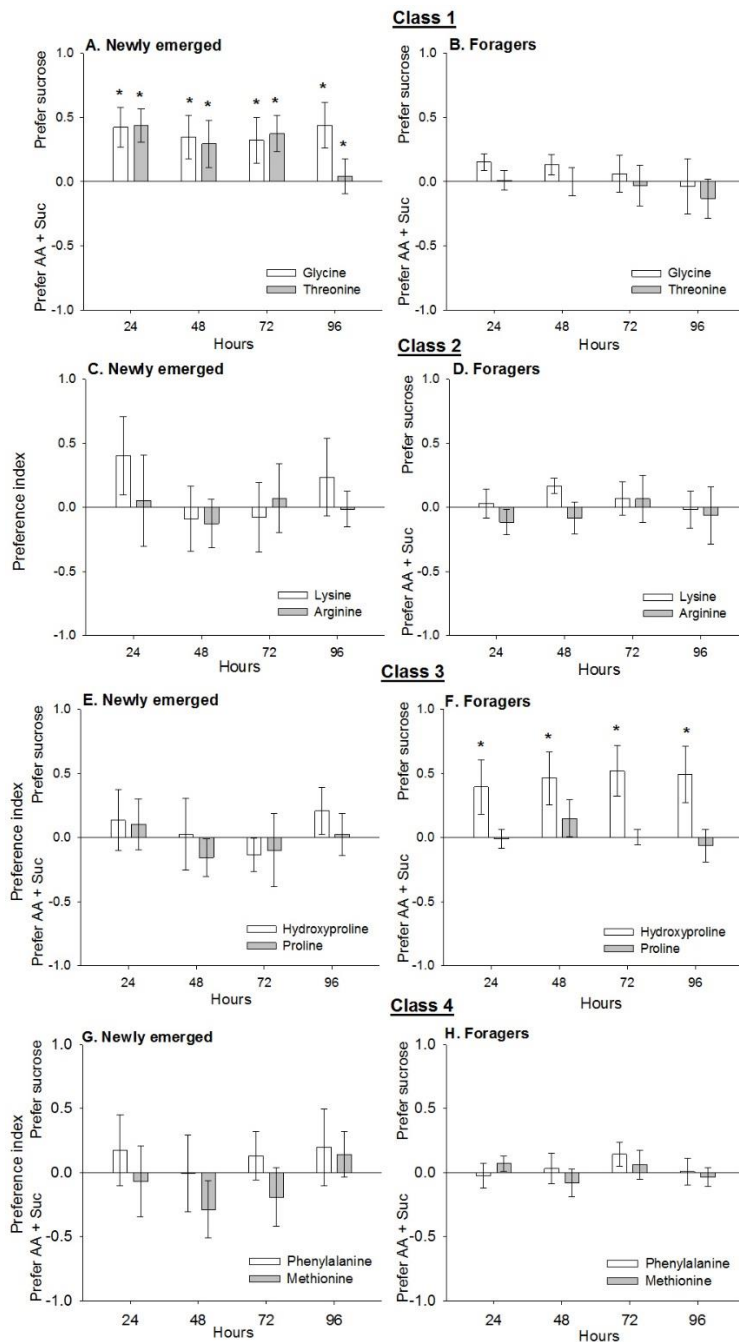 Class 1
A. Newly emerged
B. Foragers
Prefer AA + Suc Prefer sucrose
1.0
0.5
0.0
-0.5
-1.0
* * * * * * * *
Glycine
Threonine
24 48 72 96
Hours
Prefer AA + Suc Prefer sucrose
1.0
0.5
0.0
-0.5
-1.0
Glycine
Threonine
24 48 72 96
Hours
Class 2
C. Newly emerged
D. Foragers
Preference index
1.0
0.5
0.0
-0.5
-1.0
Lysine
Arginine
24 48 72 96
Hours
Prefer AA + Suc Prefer sucrose
1.0
0.5
0.0
-0.5
-1.0
Lysine
Arginine
24 48 72 96
Hours
Class 3
E. Newly emerged
F. Foragers
Preference index
Prefer AA + Suc Prefer sucrose
1.0
0.5
0.0
-0.5
-1.0
Hydroxyproline
Proline
24 48 72 96
Hours
Prefer AA + Suc Prefer sucrose
1.0
0.5
0.0
-0.5
-1.0
* * * *
Hydroxyproline
Proline
24 48 72 96
Hours
Class 4
G. Newly emerged
H. Foragers
Preference index
Prefer AA + Suc Prefer sucrose
1.0
0.5
0.0
-0.5
-1.0
Phenylalanine
Methionine
24 48 72 96
Hours
Prefer AA + Suc Prefer sucrose
1.0
0.5
0.0
-0.5
-1.0
Phenylalanine
Methionine
24 48 72 96
Hours